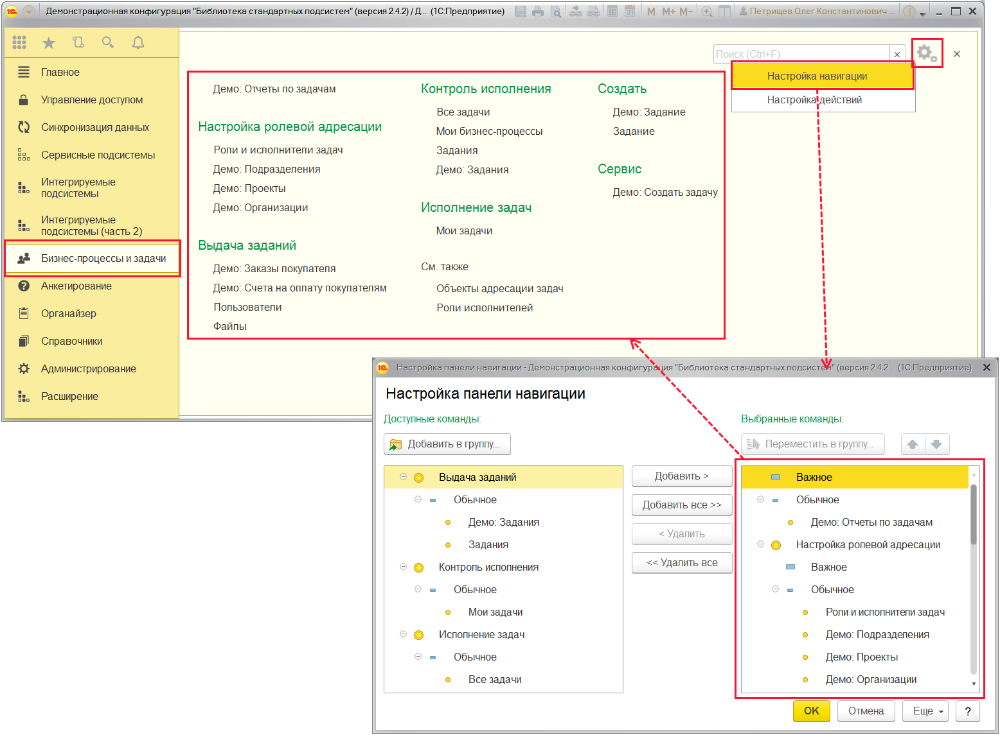 Демонстрационная конфигурация "Библиотека стандартных подсистем" (версия 2.4.2) / Д... (1С:Предприятие)
M M+ M−
Петрищев Олег Константинович ...
Поиск (Ctrl+F)
Настройка навигации
Настройка действий
Главное
Управление доступом
Синхронизация данных
Сервисные подсистемы
Интегрируемые
подсистемы
Интегрируемые
подсистемы (часть 2)
Бизнес-процессы и задачи
Анкетирование
Органайзер
Справочники
Администрирование
Расширение
Демо: Отчеты по задачам
Настройка ролевой адресации
Роли и исполнители задач
Демо: Подразделения
Демо: Проекты
Демо: Организации
Выдача заданий
Демо: Заказы покупателя
Демо: Счета на оплату покупателям
Пользователи
Файлы
Контроль исполнения
Все задачи
Мои бизнес-процессы
Задания
Демо: Задания
Исполнение задач
Мои задачи
См. также
Объекты адресации задач
Роли исполнителей
Создать
Демо: Задание
Задание
Сервис
Демо: Создать задачу
Настройка панели навигации - Демонстрационная конфигурация "Библиотека стандартных подсистем" (версия 2.4.2... (1С:Предприятие)
Настройка панели навигации
Доступные команды:
Добавить в группу...
Выдача заданий
Обычное
Демо: Задания
Задания
Контроль исполнения
Обычное
Мои задачи
Исполнение задач
Обычное
Все задачи
Добавить >
Добавить все >>
< Удалить
<< Удалить все
Выбранные команды:
Переместить в группу...
Важное
Обычное
Демо: Отчеты по задачам
Настройка ролевой адресации
Важное
Обычное
Роли и исполнители задач
Демо: Подразделения
Демо: Проекты
Демо: Организации
OK
Отмена
Еще
?